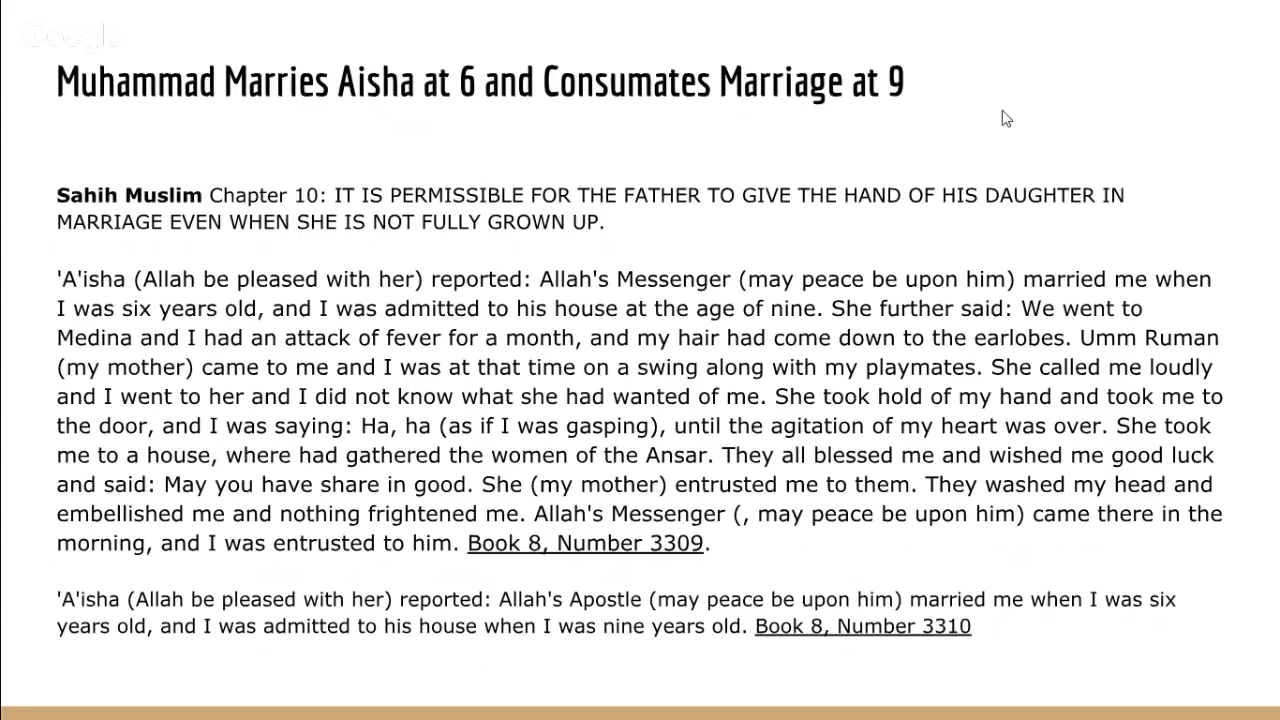 Google
Muhammad Marries Aisha at 6 and Consumates Marriage at 9
Sahih Muslim Chapter 10: IT IS PERMISSIBLE FOR THE FATHER TO GIVE THE HAND OF HIS DAUGHTER IN
MARRIAGE EVEN WHEN SHE IS NOT FULLY GROWN UP.
'A'isha (Allah be pleased with her) reported: Allah's Messenger (may peace be upon him) married me when
I was six years old, and I was admitted to his house at the age of nine. She further said: We went to
Medina and I had an attack of fever for a month, and my hair had come down to the earlobes. Umm Ruman
(my mother) came to me and I was at that time on a swing along with my playmates. She called me loudly
and I went to her and I did not know what she had wanted of me. She took hold of my hand and took me to
the door, and I was saying: Ha, ha (as if I was gasping), until the agitation of my heart was over. She took
me to a house, where had gathered the women of the Ansar. They all blessed me and wished me good luck
and said: May you have share in good. She (my mother) entrusted me to them. They washed my head and
embellished me and nothing frightened me. Allah's Messenger (, may peace be upon him) came there in the
morning, and I was entrusted to him. Book 8, Number 3309.
'A'isha (Allah be pleased with her) reported: Allah's Apostle (may peace be upon him) married me when I was six
years old, and I was admitted to his house when I was nine years old. Book 8, Number 3310